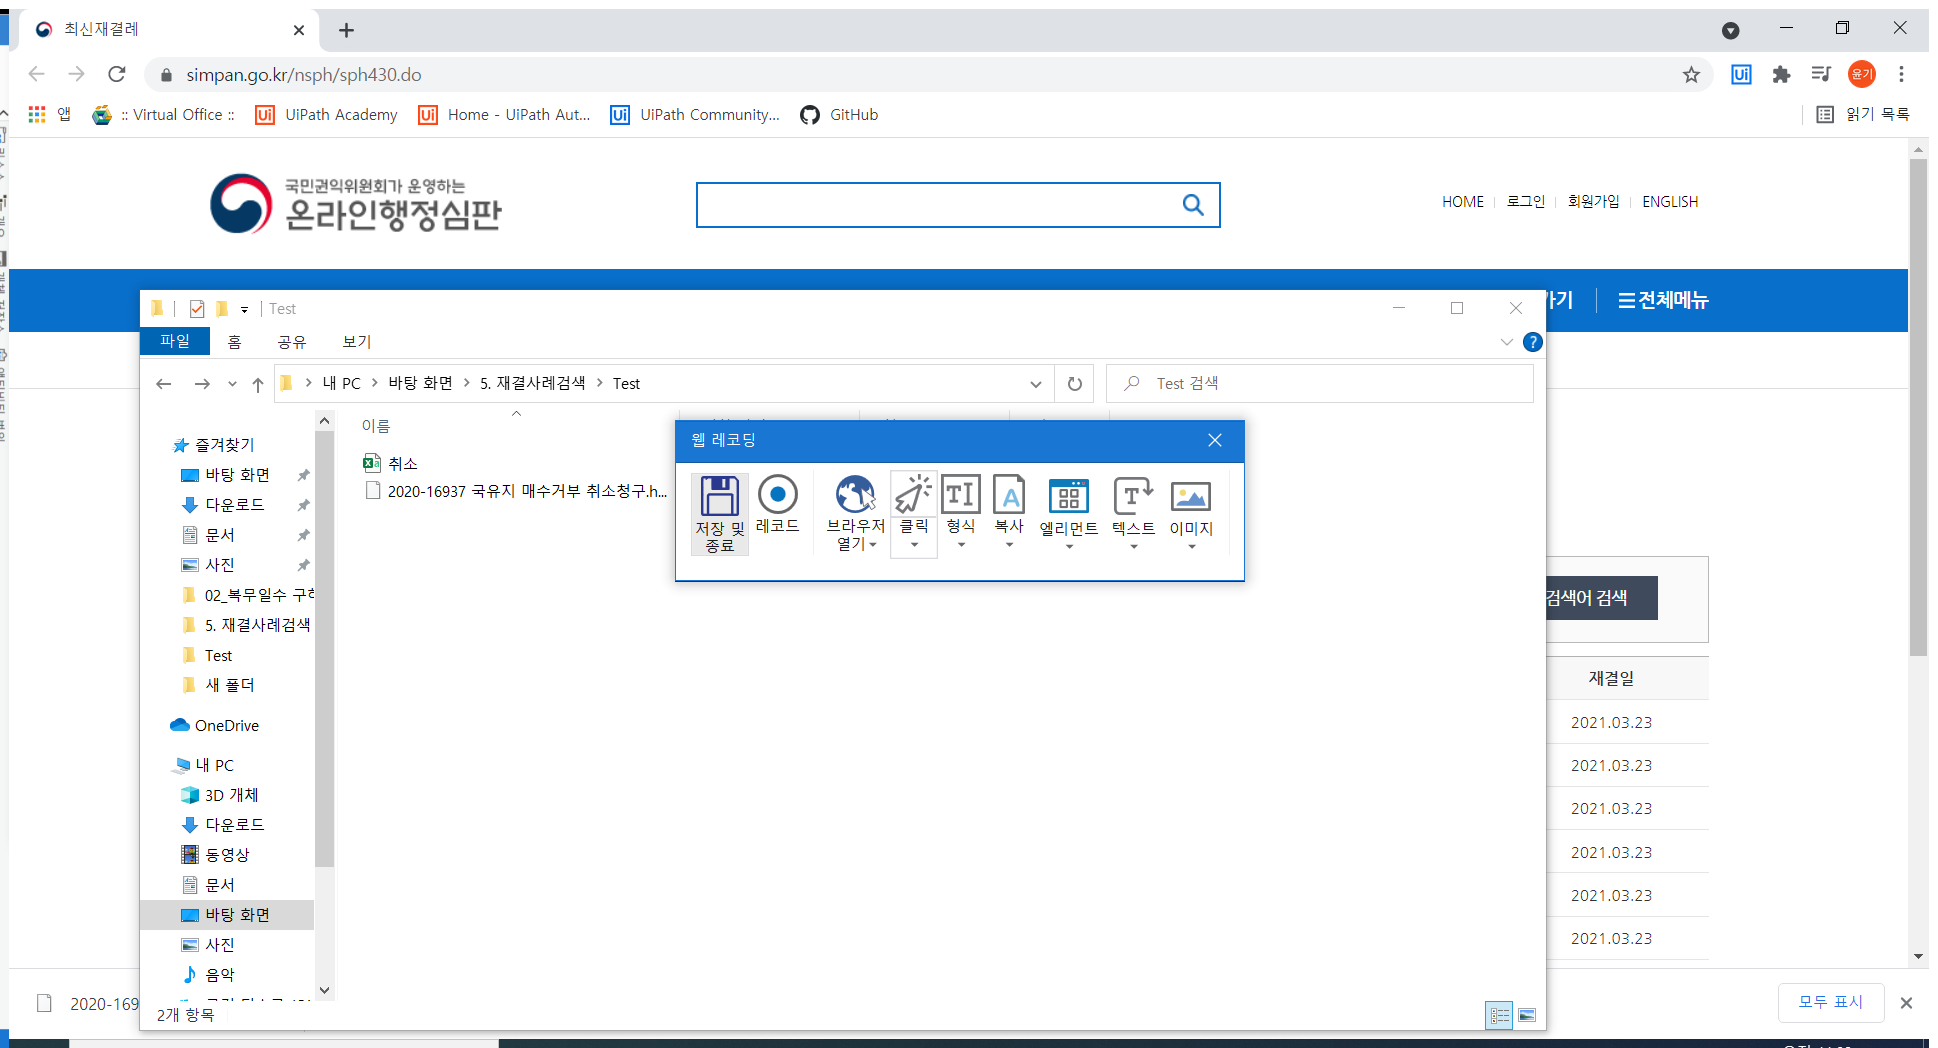 최신재결례
simpan.go.kr/nsph/sph430.do
윤기
앱
:: Virtual Office ::
UiPath Academy
Home - UiPath Aut...
UiPath Community...
GitHub
읽기 목록
국민권익위원회가 운영하는
온라인행정심판
HOME
로그인
회원가입
ENGLISH
가기
전체메뉴
Test
파일
홈
공유
보기
내 PC
바탕 화면
5. 재결사례검색
Test
Test 검색
이름
즐겨찾기
바탕 화면
다운로드
문서
사진
02_복무일수 구하
5. 재결사례검색
Test
새 폴더
OneDrive
내 PC
3D 개체
다운로드
동영상
문서
바탕 화면
사진
음악
취소
2020-16937 국유지 매수거부 취소청구.h...
웹 레코딩
저장 및
종료
레코드
브라우저
열기
클릭
형식
복사
엘리먼트
텍스트
이미지
검색어 검색
재결일
2021.03.23
2021.03.23
2021.03.23
2021.03.23
2021.03.23
2021.03.23
2개 항목
2020-169
모두 표시